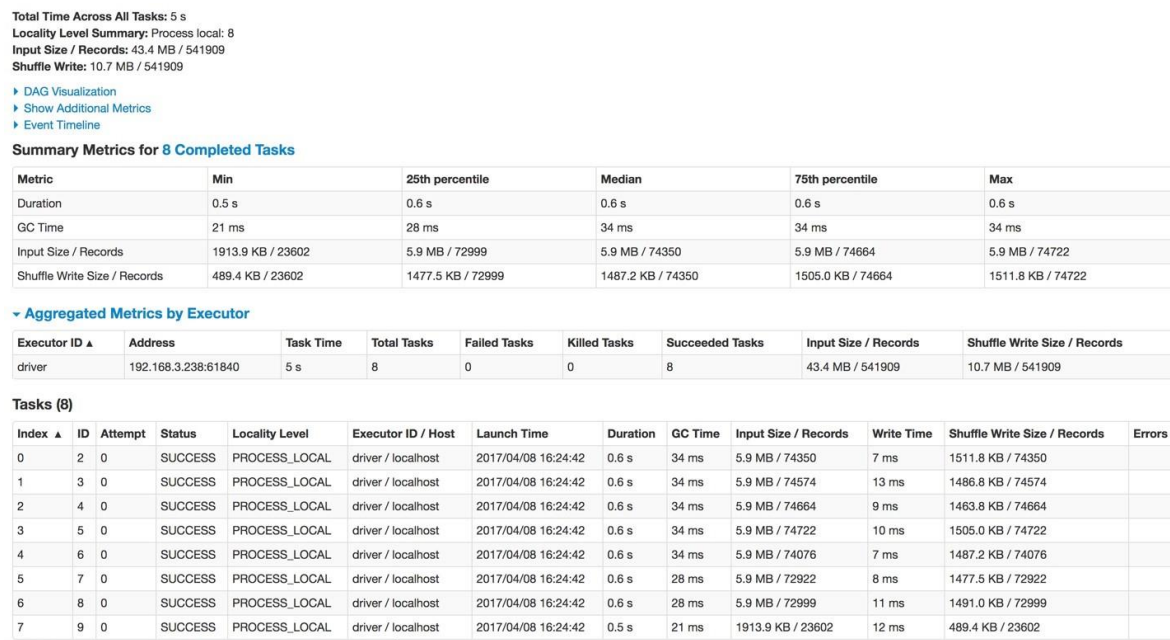 Total Time Across All Tasks: 5 s
Locality Level Summary: Process local: 8
Input Size / Records: 43.4 MB / 541909
Shuffle Write: 10.7 MB / 541909
DAG Visualization
Show Additional Metrics
Event Timeline
Summary Metrics for 8 Completed Tasks
Metric Min 25th percentile Median 75th percentile Max
Duration 0.5 s 0.6 s 0.6 s 0.6 s 0.6 s
GC Time 21 ms 28 ms 34 ms 34 ms 34 ms
Input Size / Records 1913.9 KB / 23602 5.9 MB / 72999 5.9 MB / 74350 5.9 MB / 74664 5.9 MB / 74722
Shuffle Write Size / Records 489.4 KB / 23602 1477.5 KB / 72999 1487.2 KB / 74350 1505.0 KB / 74664 1511.8 KB / 74722
Aggregated Metrics by Executor
Executor ID ▲ Address Task Time Total Tasks Failed Tasks Killed Tasks Succeeded Tasks Input Size / Records Shuffle Write Size / Records
driver 192.168.3.238:61840 5 s 8 0 0 8 43.4 MB / 541909 10.7 MB / 541909
Tasks (8)
Index ▲ ID Attempt Status Locality Level Executor ID / Host Launch Time Duration GC Time Input Size / Records Write Time Shuffle Write Size / Records Errors
0 2 0 SUCCESS PROCESS_LOCAL driver / localhost 2017/04/08 16:24:42 0.6 s 34 ms 5.9 MB / 74350 7 ms 1511.8 KB / 74350
1 3 0 SUCCESS PROCESS_LOCAL driver / localhost 2017/04/08 16:24:42 0.6 s 34 ms 5.9 MB / 74574 13 ms 1486.8 KB / 74574
2 4 0 SUCCESS PROCESS_LOCAL driver / localhost 2017/04/08 16:24:42 0.6 s 34 ms 5.9 MB / 74664 9 ms 1463.8 KB / 74664
3 5 0 SUCCESS PROCESS_LOCAL driver / localhost 2017/04/08 16:24:42 0.6 s 34 ms 5.9 MB / 74722 10 ms 1505.0 KB / 74722
4 6 0 SUCCESS PROCESS_LOCAL driver / localhost 2017/04/08 16:24:42 0.6 s 34 ms 5.9 MB / 74076 7 ms 1487.2 KB / 74076
5 7 0 SUCCESS PROCESS_LOCAL driver / localhost 2017/04/08 16:24:42 0.6 s 28 ms 5.9 MB / 72922 8 ms 1477.5 KB / 72922
6 8 0 SUCCESS PROCESS_LOCAL driver / localhost 2017/04/08 16:24:42 0.6 s 28 ms 5.9 MB / 72999 11 ms 1491.0 KB / 72999
7 9 0 SUCCESS PROCESS_LOCAL driver / localhost 2017/04/08 16:24:42 0.5 s 21 ms 1913.9 KB / 23602 12 ms 489.4 KB / 23602